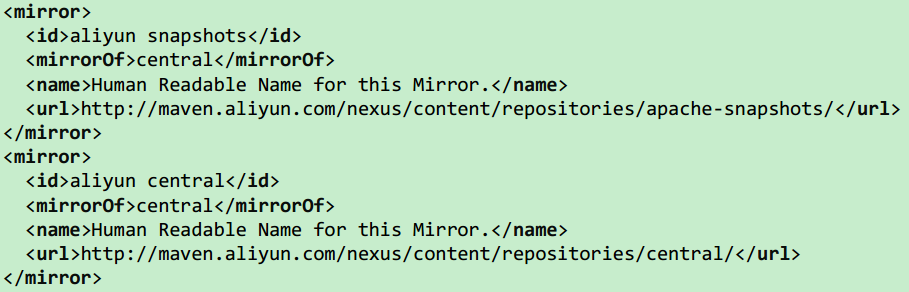 <mirror>
  <id>aliyun snapshots</id>
  <mirrorOf>central</mirrorOf>
  <name>Human Readable Name for this Mirror.</name>
  <url>http://maven.aliyun.com/nexus/content/repositories/apache-snapshots/</url>
</mirror>
<mirror>
  <id>aliyun central</id>
  <mirrorOf>central</mirrorOf>
  <name>Human Readable Name for this Mirror.</name>
  <url>http://maven.aliyun.com/nexus/content/repositories/central/</url>
</mirror>